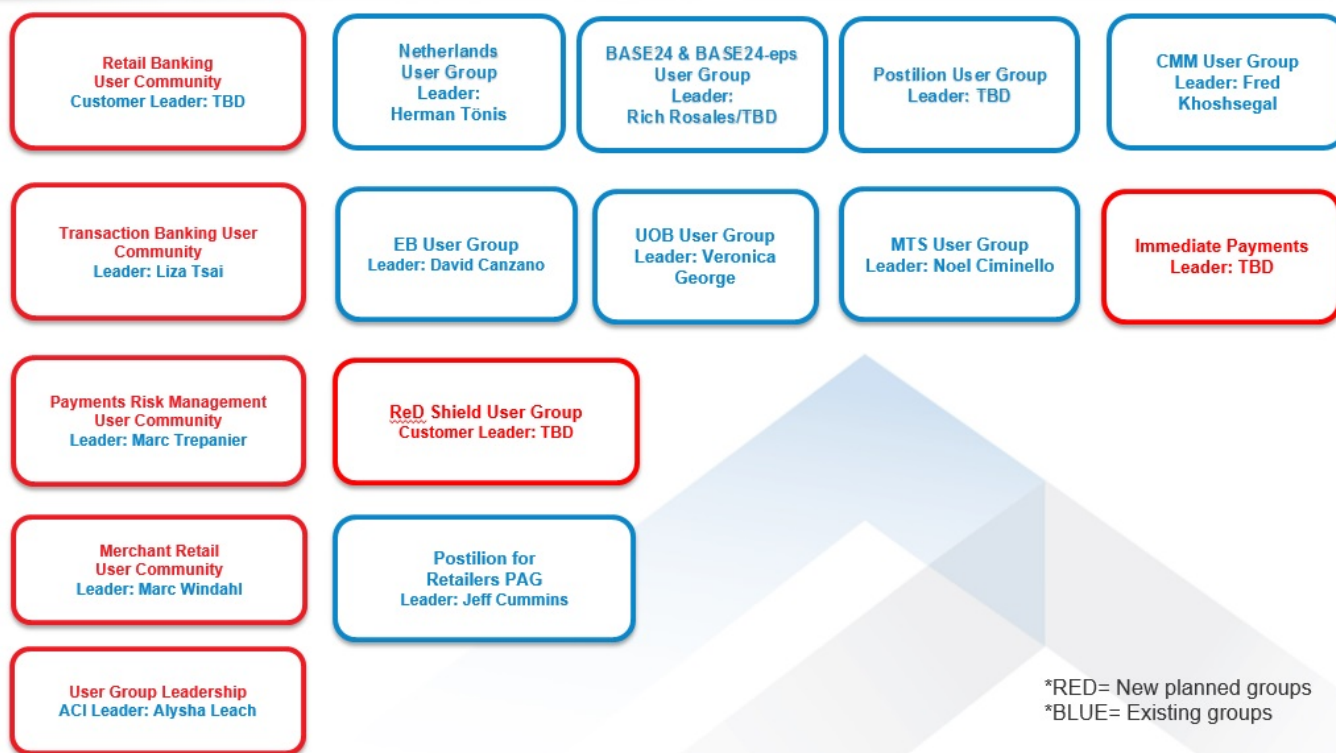 Retail Banking
User Community
Customer Leader: TBD
Netherlands
User Group
Leader:
Herman Tönis
BASE24 & BASE24-eps
User Group
Leader:
Rich Rosales/TBD
Postilion User Group
Leader: TBD
CMM User Group
Leader: Fred
Khoshsegal
Transaction Banking User
Community
Leader: Liza Tsai
EB User Group
Leader: David Canzano
UOB User Group
Leader: Veronica
George
MTS User Group
Leader: Noel Ciminello
Immediate Payments
Leader: TBD
Payments Risk Management
User Community
Leader: Marc Trepanier
ReD Shield User Group
Customer Leader: TBD
Merchant Retail
User Community
Leader: Marc Windahl
Postilion for
Retailers PAG
Leader: Jeff Cummins
User Group Leadership
ACI Leader: Alysha Leach
*RED= New planned groups
*BLUE= Existing groups